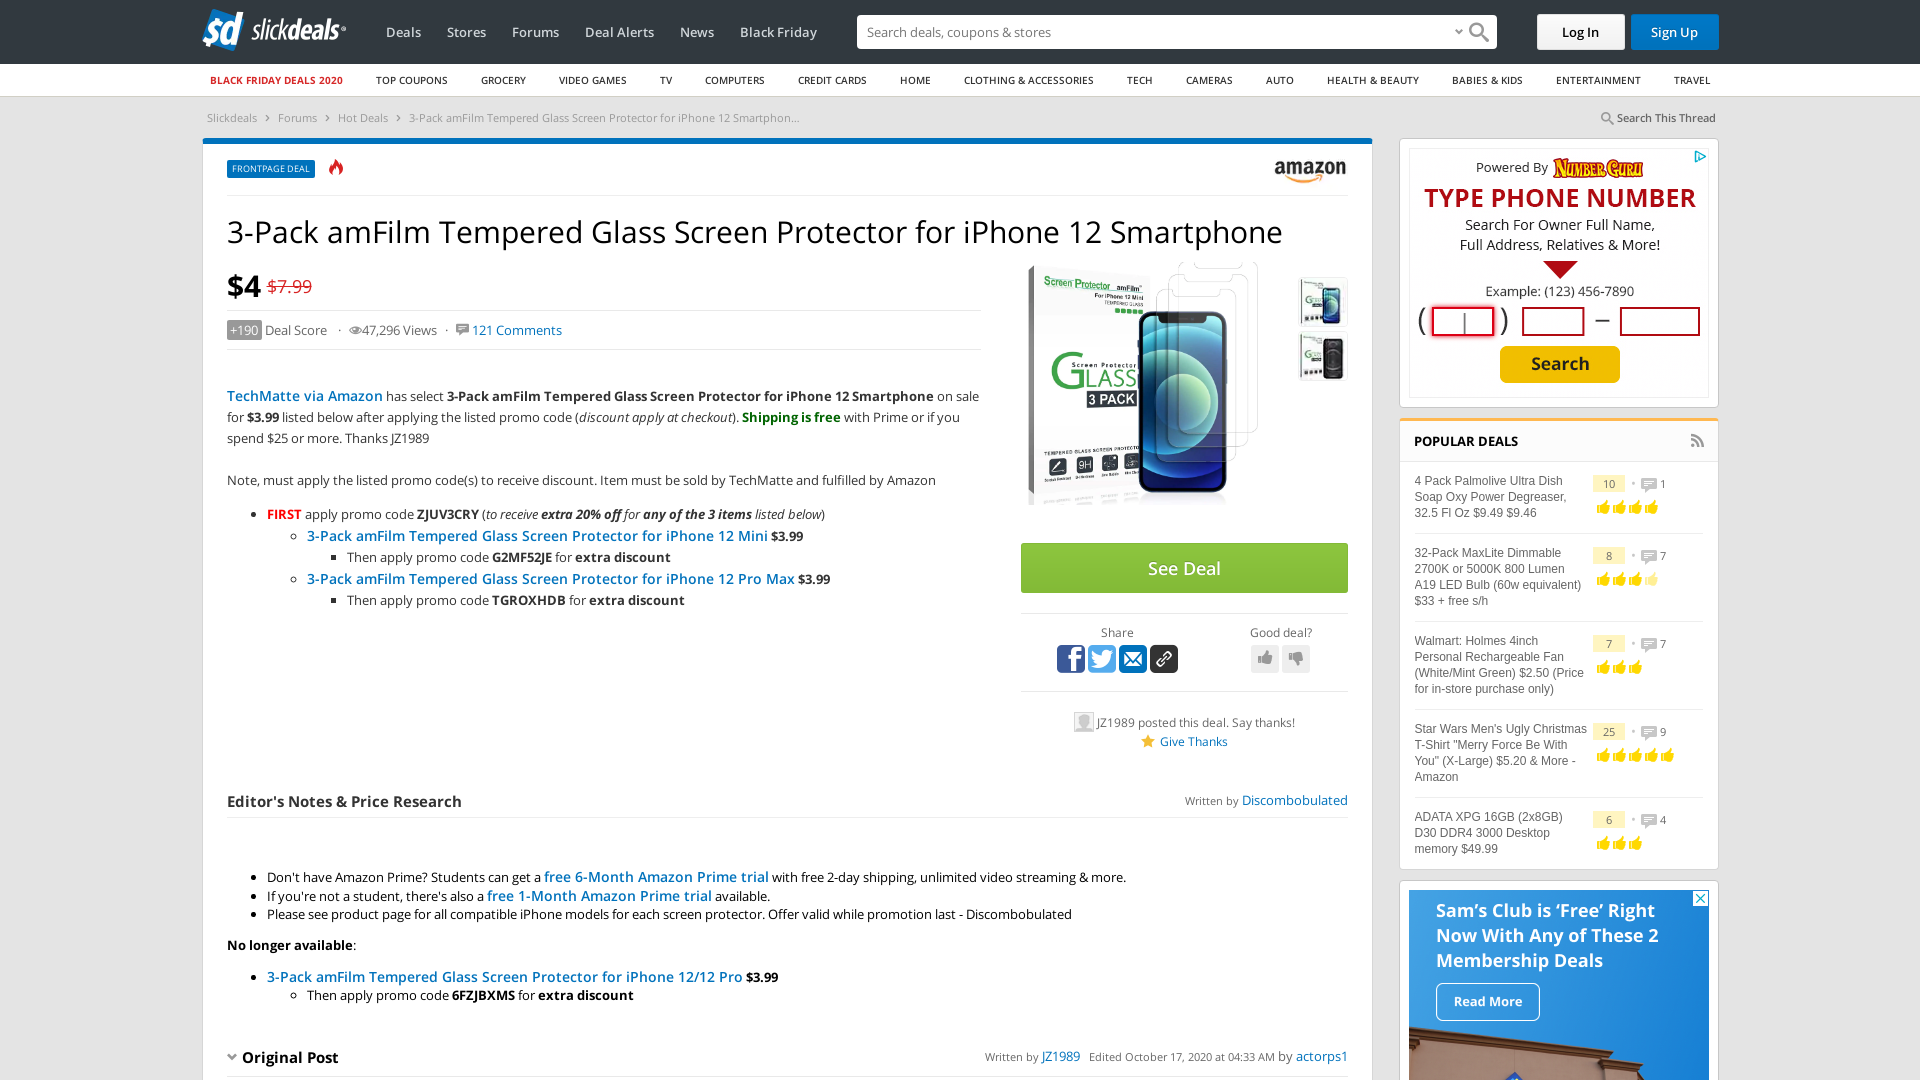 slickdeals
Deals
Stores
Forums
Deal Alerts
News
Black Friday
Search deals, coupons & stores
Log In
Sign Up
BLACK FRIDAY DEALS 2020
TOP COUPONS
GROCERY
VIDEO GAMES
TV
COMPUTERS
CREDIT CARDS
HOME
CLOTHING & ACCESSORIES
TECH
CAMERAS
AUTO
HEALTH & BEAUTY
BABIES & KIDS
ENTERTAINMENT
TRAVEL
Slickdeals › Forums › Hot Deals › 3-Pack amFilm Tempered Glass Screen Protector for iPhone 12 Smartphon...
Search This Thread
FRONTPAGE DEAL
amazon
3-Pack amFilm Tempered Glass Screen Protector for iPhone 12 Smartphone
$4 $7.99
+190 Deal Score · 47,296 Views · 121 Comments
TechMatte via Amazon has select 3-Pack amFilm Tempered Glass Screen Protector for iPhone 12 Smartphone on sale
for $3.99 listed below after applying the listed promo code (discount apply at checkout). Shipping is free with Prime or if you
spend $25 or more. Thanks JZ1989
Note, must apply the listed promo code(s) to receive discount. Item must be sold by TechMatte and fulfilled by Amazon
FIRST apply promo code ZJUV3CRY (to receive extra 20% off for any of the 3 items listed below)
3-Pack amFilm Tempered Glass Screen Protector for iPhone 12 Mini $3.99
Then apply promo code G2MF52JE for extra discount
3-Pack amFilm Tempered Glass Screen Protector for iPhone 12 Pro Max $3.99
Then apply promo code TGROXHDB for extra discount
Screen Protector amFilm
For iPhone 12 Mini
TEMPERED GLASS
Screen Protector
GLASS
3 PACK
TEMPERED GLASS SCREEN PROTECTOR
9H
See Deal
Share
Good deal?
JZ1989 posted this deal. Say thanks!
Give Thanks
Editor's Notes & Price Research
Written by Discombobulated
Don't have Amazon Prime? Students can get a free 6-Month Amazon Prime trial with free 2-day shipping, unlimited video streaming & more.
If you're not a student, there's also a free 1-Month Amazon Prime trial available.
Please see product page for all compatible iPhone models for each screen protector. Offer valid while promotion last - Discombobulated
No longer available:
3-Pack amFilm Tempered Glass Screen Protector for iPhone 12/12 Pro $3.99
Then apply promo code 6FZJBXMS for extra discount
Original Post
Written by JZ1989 Edited October 17, 2020 at 04:33 AM by actorps1
Powered By NUMBER GURU
TYPE PHONE NUMBER
Search For Owner Full Name,
Full Address, Relatives & More!
Example: (123) 456-7890
( ) –
Search
POPULAR DEALS
4 Pack Palmolive Ultra Dish
Soap Oxy Power Degreaser,
32.5 Fl Oz $9.49 $9.46
10 • 1
32-Pack MaxLite Dimmable
2700K or 5000K 800 Lumen
A19 LED Bulb (60w equivalent)
$33 + free s/h
8 • 7
Walmart: Holmes 4inch
Personal Rechargeable Fan
(White/Mint Green) $2.50 (Price
for in-store purchase only)
7 • 7
Star Wars Men's Ugly Christmas
T-Shirt "Merry Force Be With
You" (X-Large) $5.20 & More -
Amazon
25 • 9
ADATA XPG 16GB (2x8GB)
D30 DDR4 3000 Desktop
memory $49.99
6 • 4
Sam's Club is ‘Free’ Right
Now With Any of These 2
Membership Deals
Read More